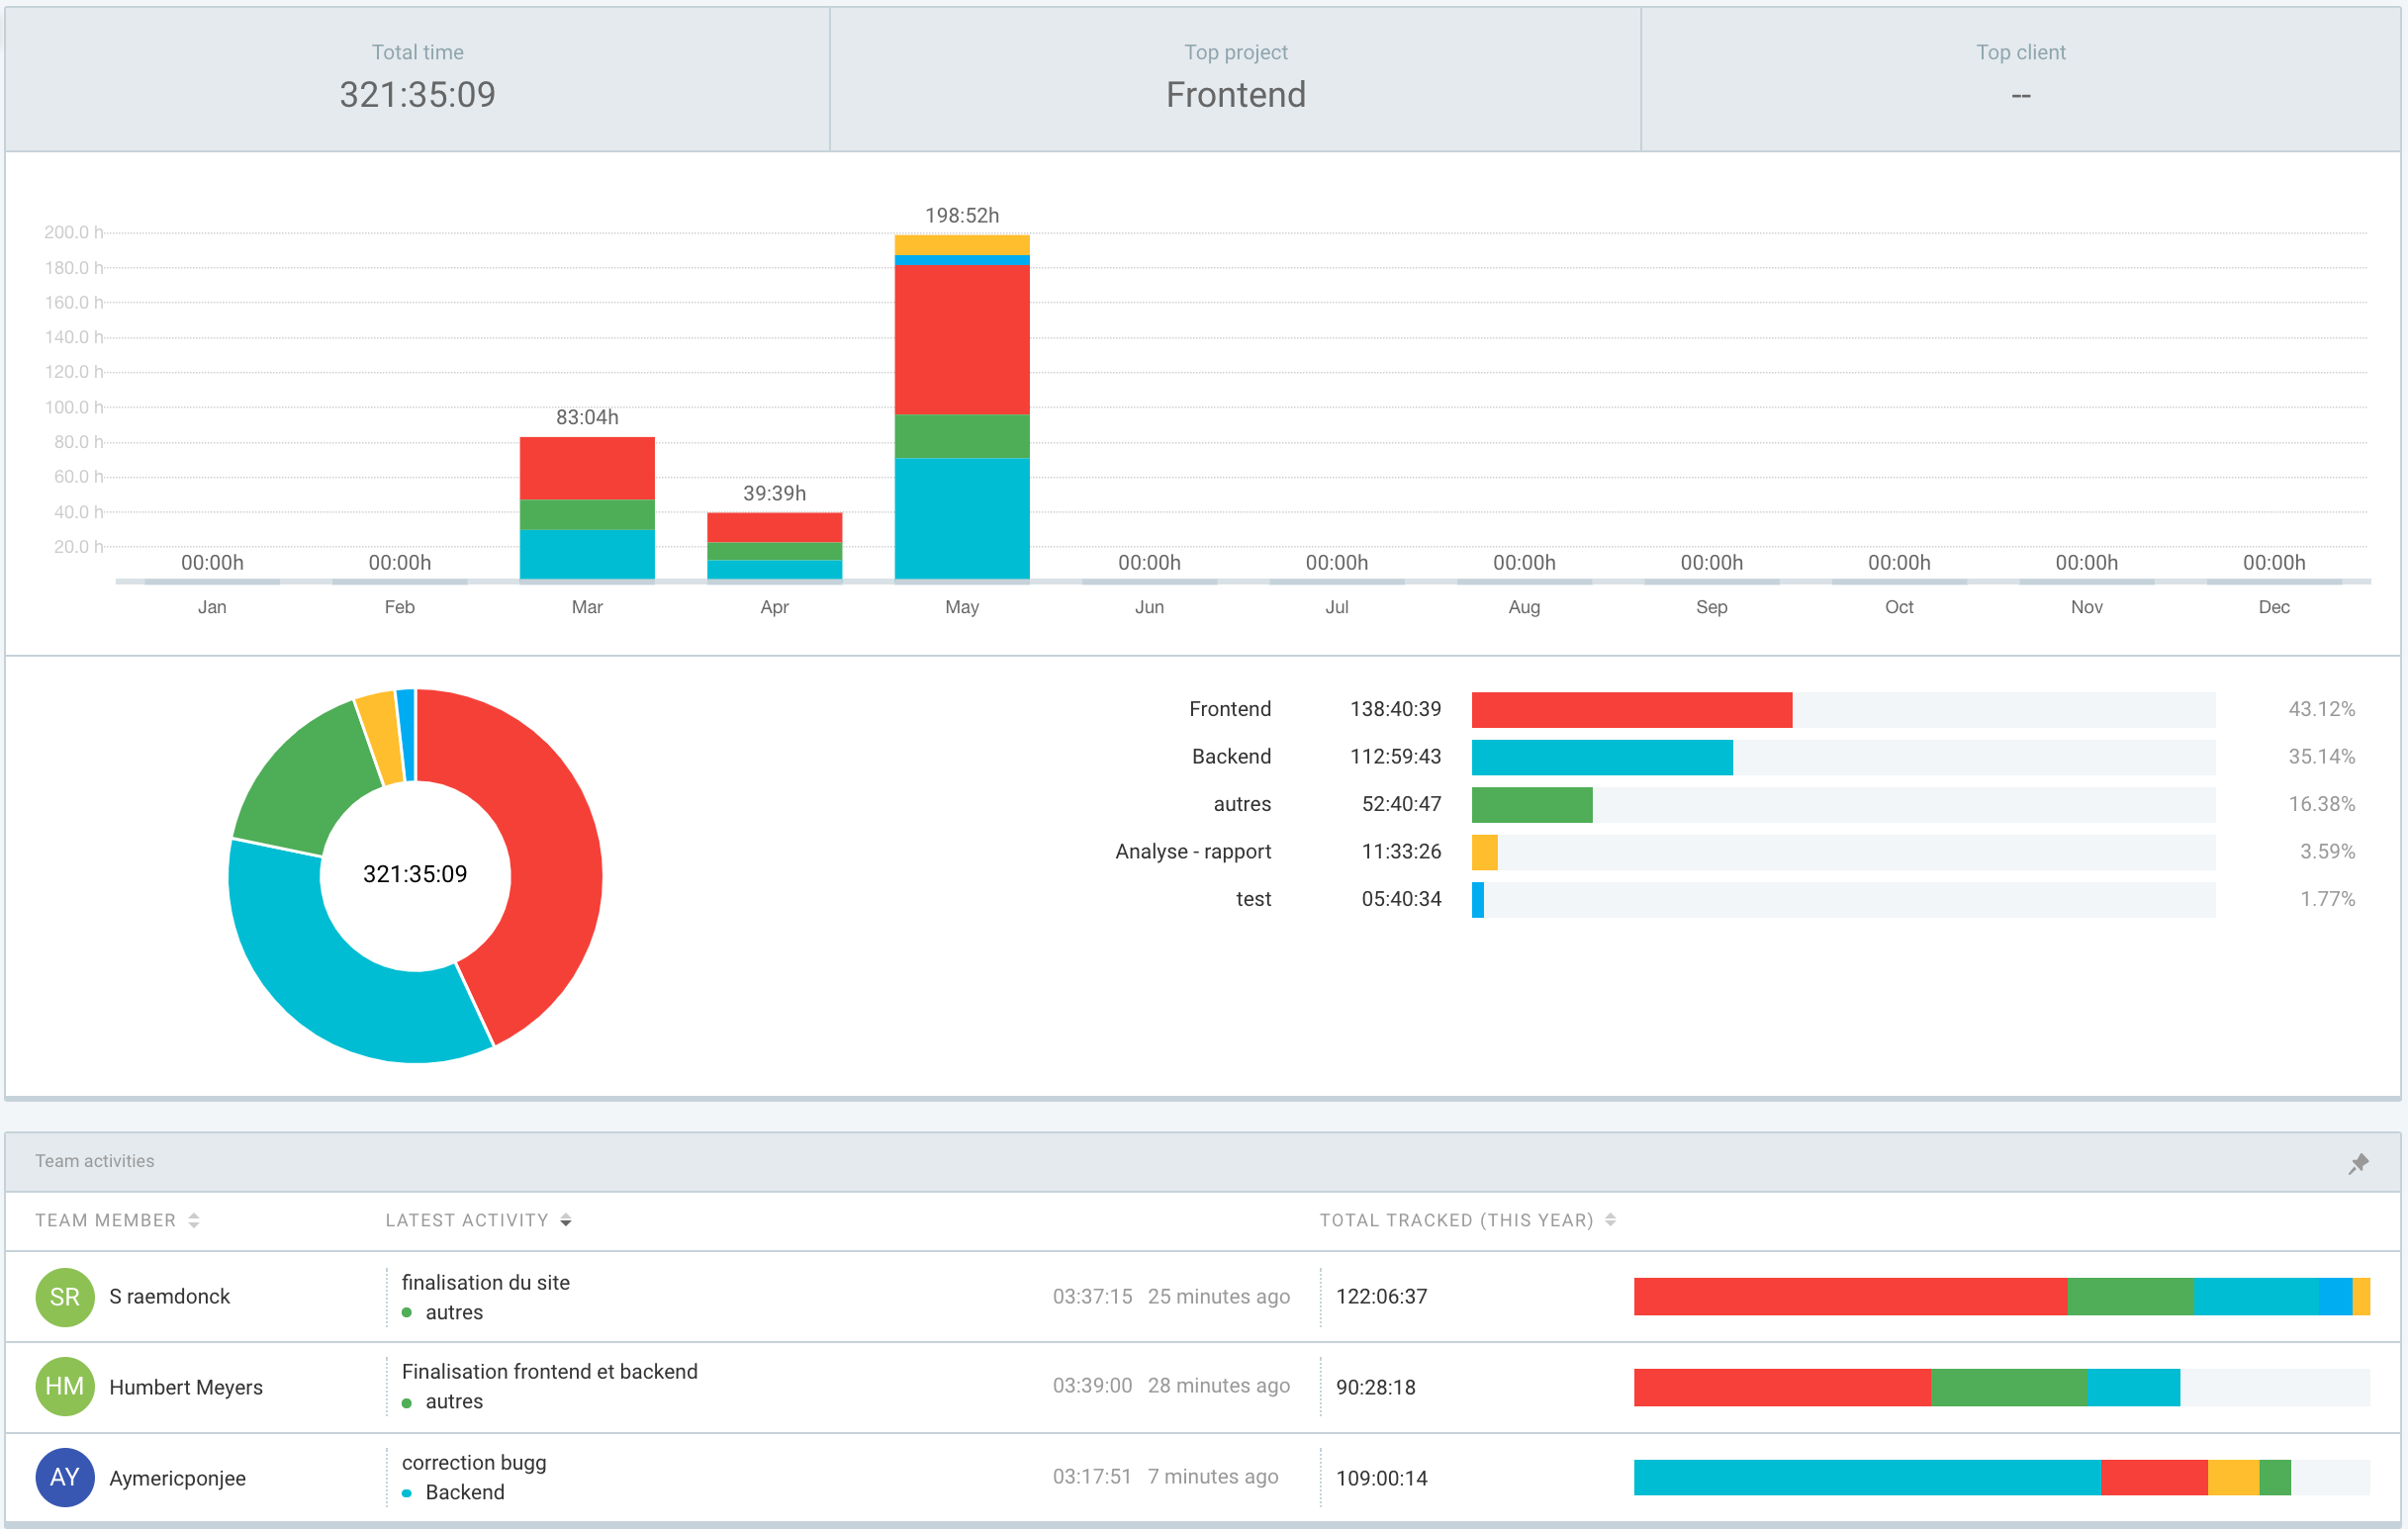 Total time
321:35:09
Top project
Frontend
Top client
--
198:52h
200.0 h
180.0 h
160.0 h
140.0 h
120.0 h
100.0 h
83:04h
80.0 h
60.0 h
39:39h
40.0 h
20.0 h
00:00h 00:00h 00:00h 00:00h 00:00h 00:00h 00:00h 00:00h 00:00h
Jan Feb Mar Apr May Jun Jul Aug Sep Oct Nov Dec
321:35:09
Frontend 138:40:39 43.12%
Backend 112:59:43 35.14%
autres 52:40:47 16.38%
Analyse - rapport 11:33:26 3.59%
test 05:40:34 1.77%
Team activities
TEAM MEMBER LATEST ACTIVITY TOTAL TRACKED (THIS YEAR)
SR S raemdonck
finalisation du site
autres
03:37:15 25 minutes ago 122:06:37
HM Humbert Meyers
Finalisation frontend et backend
autres
03:39:00 28 minutes ago 90:28:18
AY Aymericponjee
correction bugg
Backend
03:17:51 7 minutes ago 109:00:14